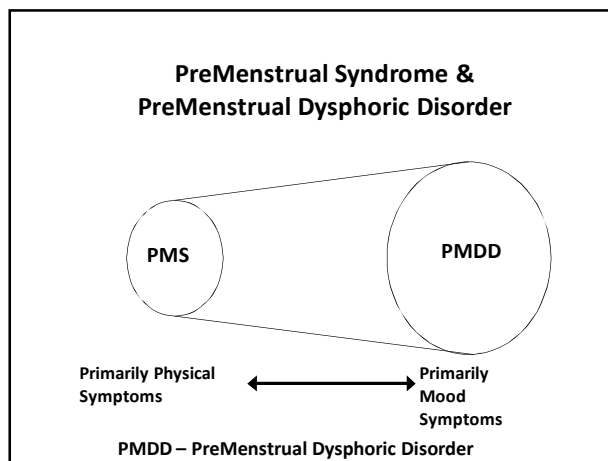 PreMenstrual Syndrome &
PreMenstrual Dysphoric Disorder
PMS
PMDD
Primarily Physical
Symptoms
Primarily
Mood
Symptoms
PMDD – PreMenstrual Dysphoric Disorder